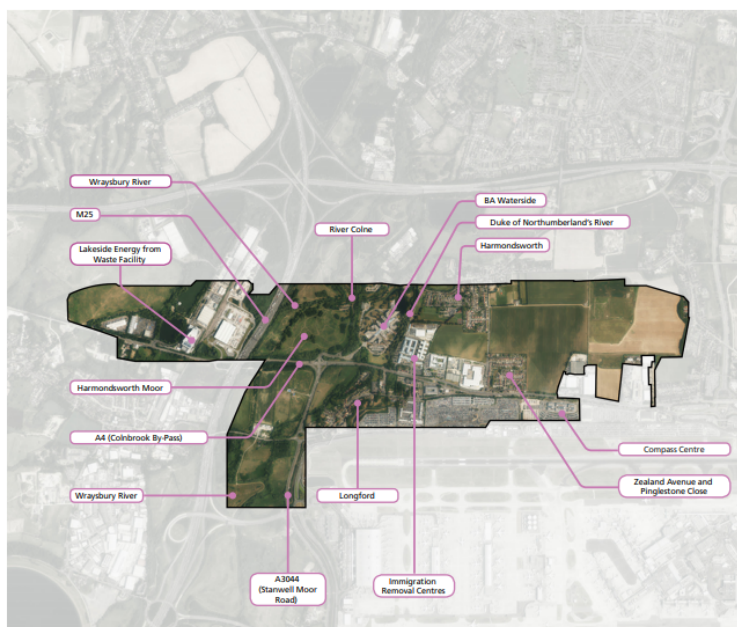 Wraysbury River
BA Waterside
M25
River Colne
Duke of Northumberland's River
Lakeside Energy from
Waste Facility
Harmondsworth
Harmondsworth Moor
A4 (Colnbrook By-Pass)
Compass Centre
Wraysbury River
Longford
Zealand Avenue and
Pinglestone Close
A3044
(Stanwell Moor
Road)
Immigration
Removal Centres